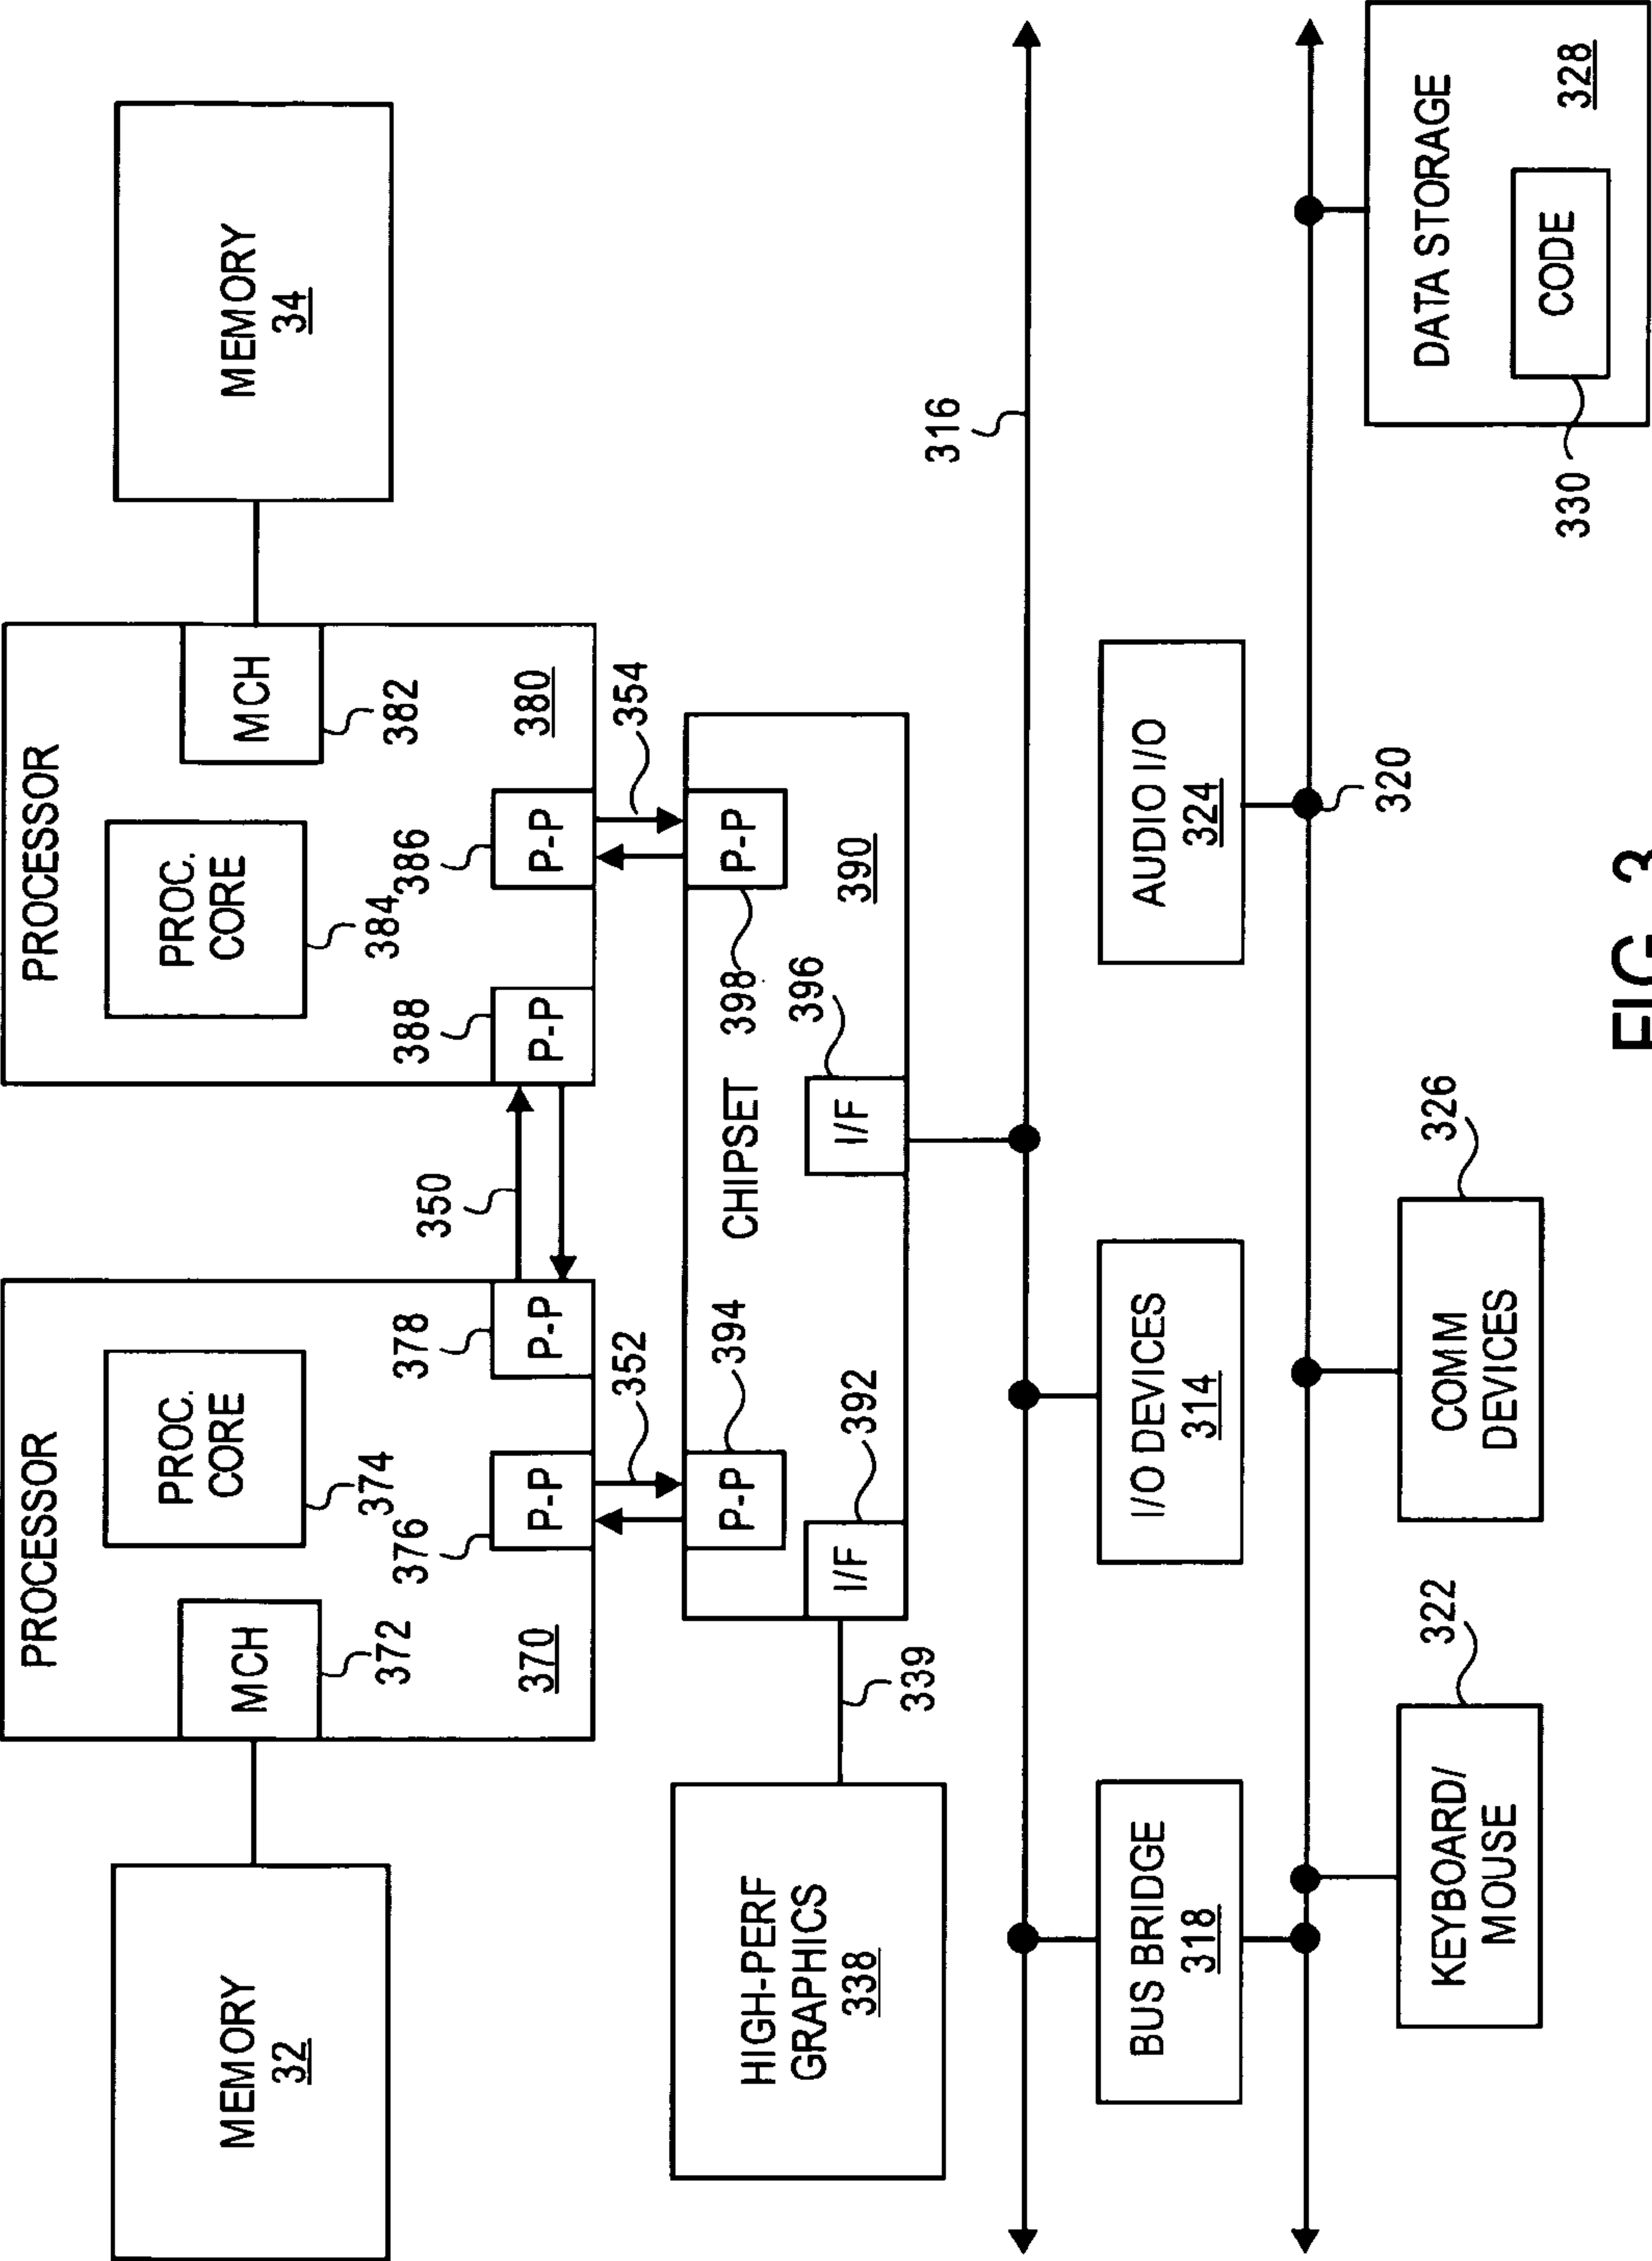 PROCESSOR
PROCESSOR
MEMORY
32
MCH
372
PROC.
CORE
374
370
376
P-P
378
P-P
350
388
P-P
PROC.
CORE
384
386
P-P
MCH
382
380
MEMORY
34
352
354
HIGH-PERF
GRAPHICS
338
339
I/F
392
P-P
394
CHIPSET
I/F
396
P-P
398
390
316
BUS BRIDGE
318
I/O DEVICES
314
AUDIO I/O
324
320
KEYBOARD/
MOUSE
322
COMM
DEVICES
326
DATA STORAGE
CODE
328
330
FIG. 3